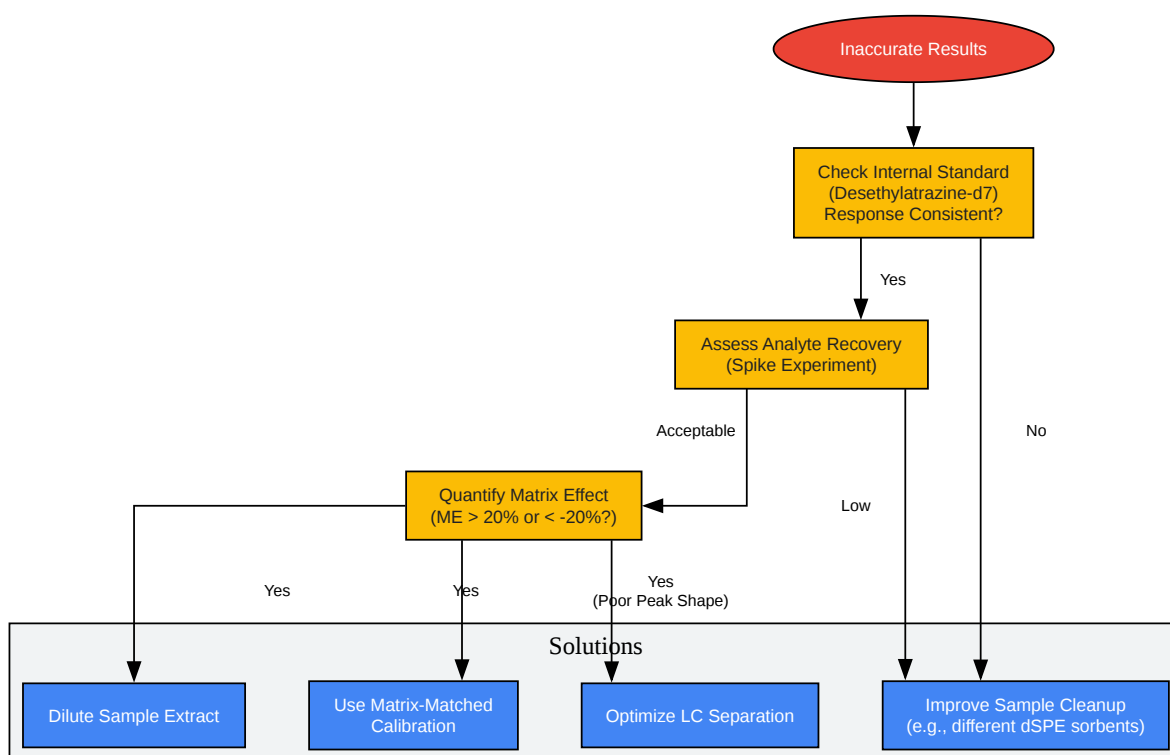 Inaccurate Results
Check Internal Standard
(Desethylatrazine-d7)
Response Consistent?
Yes
Assess Analyte Recovery
(Spike Experiment)
Acceptable
No
Quantify Matrix Effect
(ME > 20% or < -20%?)
Low
Yes
Yes
Yes
(Poor Peak Shape)
Solutions
Dilute Sample Extract
Use Matrix-Matched
Calibration
Optimize LC Separation
Improve Sample Cleanup
(e.g., different dSPE sorbents)